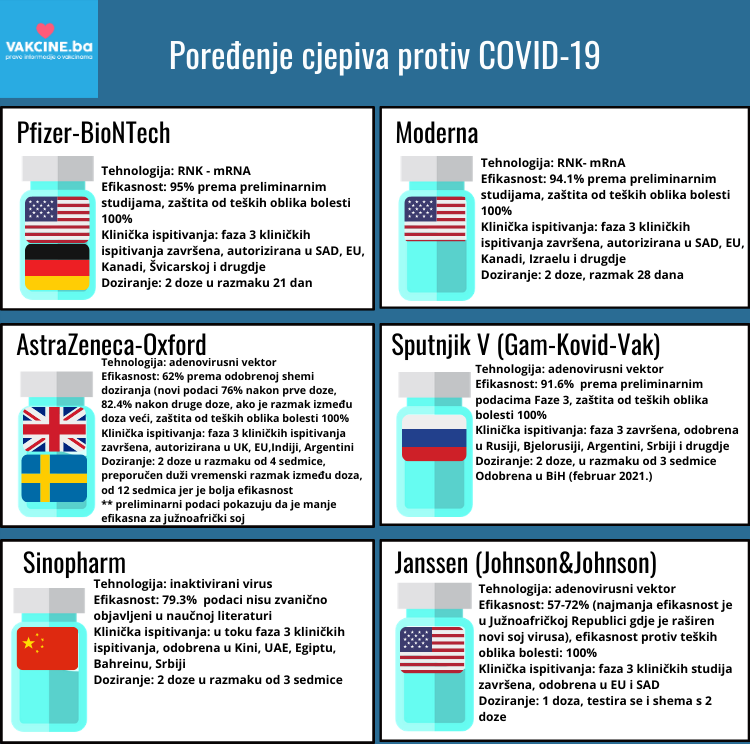 VAKCINE.ba
prave informacije o vakcinama
Poređenje cjepiva protiv COVID-19
Pfizer-BioNTech
Tehnologija: RNK - mRNA
Efikasnost: 95% prema preliminarnim
studijama, zaštita od teških oblika bolesti
100%
Klinička ispitivanja: faza 3 kliničkih
ispitivanja završena, autorizirana u SAD, EU,
Kanadi, Švicarskoj i drugdje
Doziranje: 2 doze u razmaku 21 dan
Moderna
Tehnologija: RNK- mRnA
Efikasnost: 94.1% prema preliminarnim
studijama, zaštita od teških oblika bolesti
100%
Klinička ispitivanja: faza 3 kliničkih
ispitivanja završena, autorizirana u SAD, EU,
Kanadi, Izraelu i drugdje
Doziranje: 2 doze, razmak 28 dana
AstraZeneca-Oxford
Tehnologija: adenovirusni vektor
Efikasnost: 62% prema odobrenoj shemi
doziranja (novi podaci 76% nakon prve doze,
82.4% nakon druge doze, ako je razmak između
doza veći, zaštita od teških oblika bolesti 100%
Klinička ispitivanja: faza 3 kliničkih ispitivanja
završena, autorizirana u UK, EU,Indiji, Argentini
Doziranje: 2 doze u razmaku od 4 sedmice,
preporučen duži vremenski razmak između doza,
od 12 sedmica jer je bolja efikasnost
** preliminarni podaci pokazuju da je manje
efikasna za južnoafrički soj
Sputnjik V (Gam-Kovid-Vak)
Tehnologija: adenovirusni vektor
Efikasnost: 91.6% prema preliminarnim
podacima Faze 3, zaštita od teških oblika
bolesti 100%
Klinička ispitivanja: faza 3 završena, odobrena
u Rusiji, Bjelorusiji, Argentini, Srbiji i drugdje
Doziranje: 2 doze, u razmaku od 3 sedmice
Odobrena u BiH (februar 2021.)
Sinopharm
Tehnologija: inaktivirani virus
Efikasnost: 79.3% podaci nisu zvanično
objavljeni u naučnoj literaturi
Klinička ispitivanja: u toku faza 3 kliničkih
ispitivanja, odobrena u Kini, UAE, Egiptu,
Bahreinu, Srbiji
Doziranje: 2 doze u razmaku od 3 sedmice
Janssen (Johnson&Johnson)
Tehnologija: adenovirusni vektor
Efikasnost: 57-72% (najmanja efikasnost je
u Južnoafričkoj Republici gdje je raširen
novi soj virusa), efikasnost protiv teških
oblika bolesti: 100%
Klinička ispitivanja: faza 3 kliničkih studija
završena, odobrena u EU i SAD
Doziranje: 1 doza, testira se i shema s 2
doze